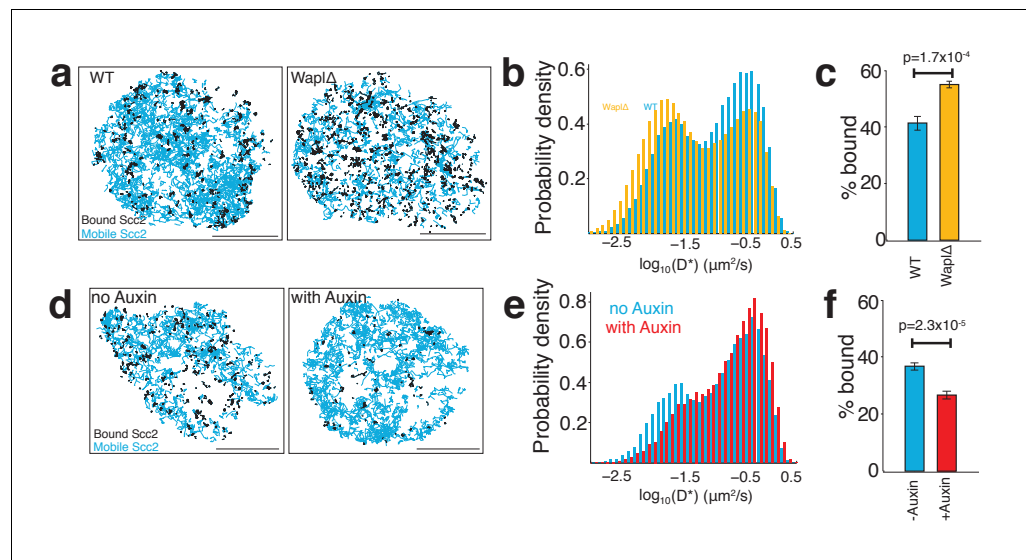 a
WT
WaplΔ
Bound Scc2
Mobile Scc2
b
Probability density
0.6
0.4
0.2
WaplΔ
WT
−2.5
−1.5
−0.5
0.5
log10(D*) (μm²/s)
c
p=1.7x10-4
% bound
60
40
20
0
WT
WaplΔ
d
no Auxin
with Auxin
Bound Scc2
Mobile Scc2
e
Probability density
0.8
0.6
0.4
0.2
no Auxin
with Auxin
−2.5
−1.5
−0.5
0.5
log10(D*) (μm²/s)
f
p=2.3x10-5
% bound
60
40
20
0
-Auxin
+Auxin